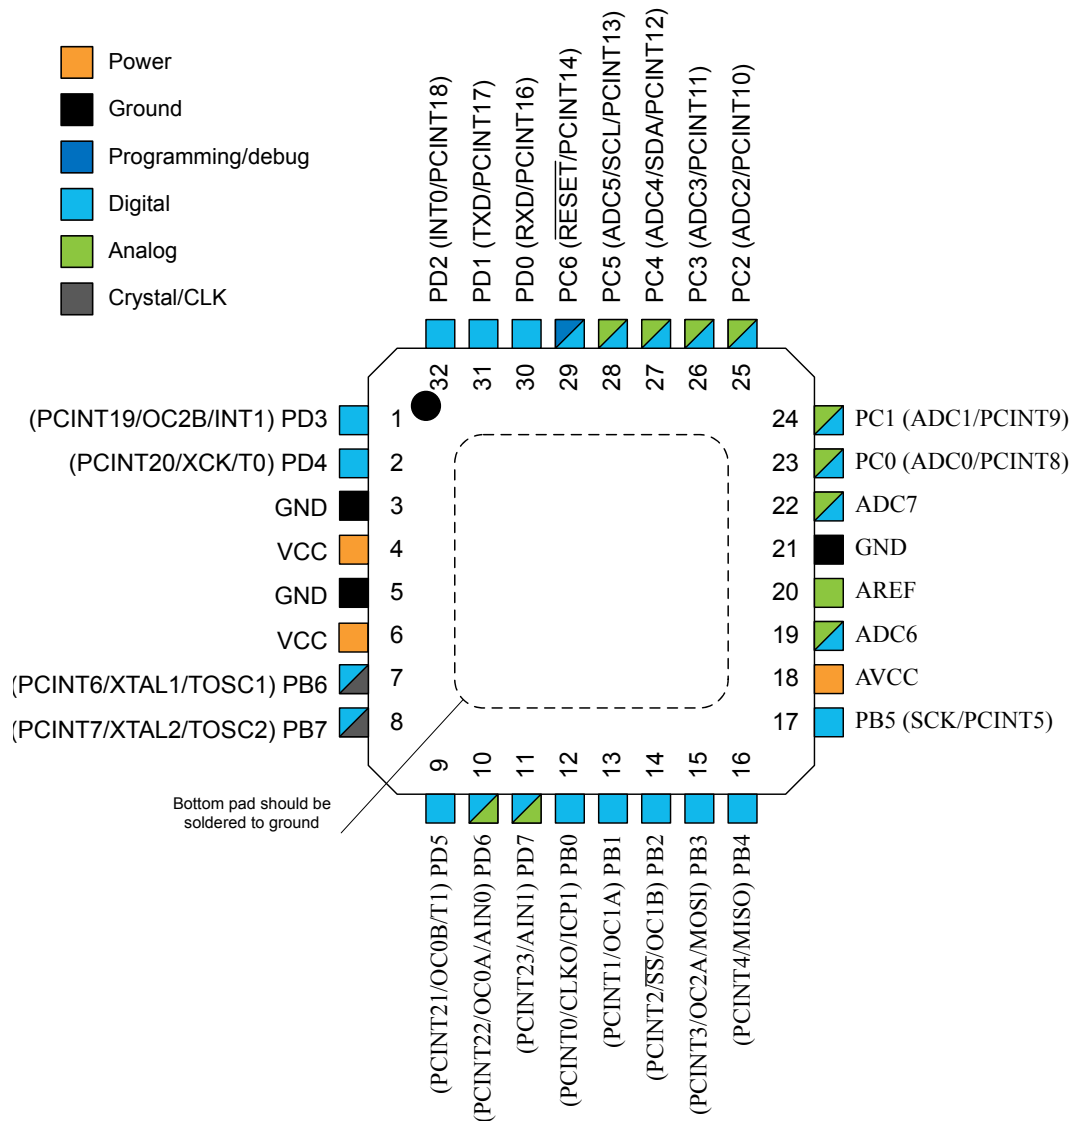 Power
Ground
Programming/debug
Digital
Analog
Crystal/CLK
PD2 (INT0/PCINT18)
PD1 (TXD/PCINT17)
PD0 (RXD/PCINT16)
PC6 (RESET/PCINT14)
PC5 (ADC5/SCL/PCINT13)
PC4 (ADC4/SDA/PCINT12)
PC3 (ADC3/PCINT11)
PC2 (ADC2/PCINT10)
32
31
30
29
28
27
26
25
(PCINT19/OC2B/INT1) PD3
1
(PCINT20/XCK/T0) PD4
2
GND
3
VCC
4
GND
5
VCC
6
(PCINT6/XTAL1/TOSC1) PB6
7
(PCINT7/XTAL2/TOSC2) PB7
8
24
PC1 (ADC1/PCINT9)
23
PC0 (ADC0/PCINT8)
22
ADC7
21
GND
20
AREF
19
ADC6
18
AVCC
17
PB5 (SCK/PCINT5)
9
10
11
12
13
14
15
16
Bottom pad should be
soldered to ground
(PCINT21/OC0B/T1) PD5
(PCINT22/OC0A/AIN0) PD6
(PCINT23/AIN1) PD7
(PCINT0/CLKO/ICP1) PB0
(PCINT1/OC1A) PB1
(PCINT2/SS/OC1B) PB2
(PCINT3/OC2A/MOSI) PB3
(PCINT4/MISO) PB4